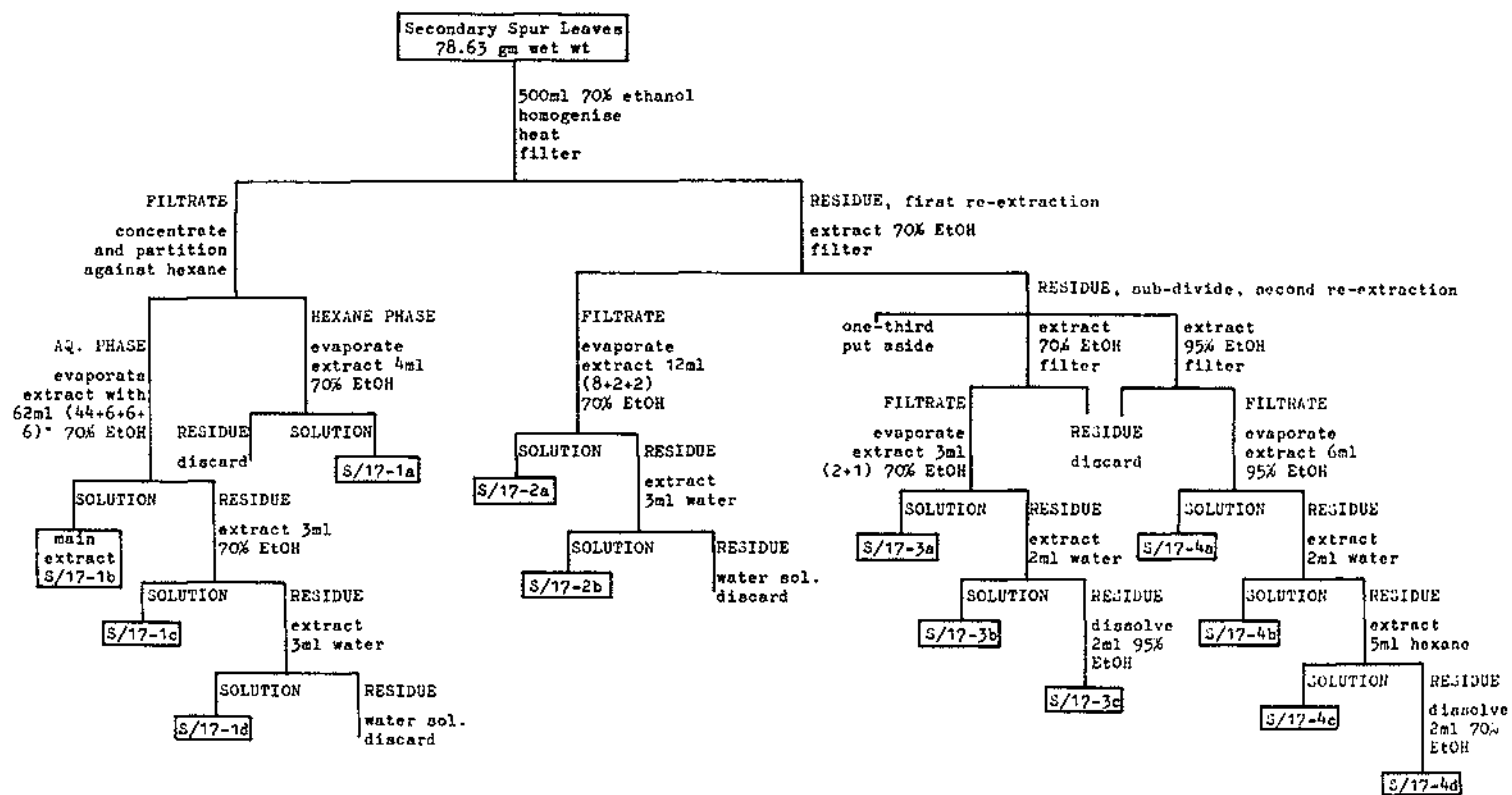 Secondary Spur Leaves
78.63 gm wet wt
500ml 70% ethanol
homogenise
heat
filter
FILTRATE
concentrate
and partition
against hexane
RESIDUE, first re-extraction
extract 70% EtOH
filter
AQ. PHASE
evaporate
extract with
62ml (44+6+6+
6)* 70% EtOH
HEXANE PHASE
evaporate
extract 4ml
70% EtOH
RESIDUE
discard
SOLUTION
S/17-1a
SOLUTION
main
extract
S/17-1b
RESIDUE
extract 3ml
70% EtOH
SOLUTION
S/17-1c
RESIDUE
extract
3ml water
SOLUTION
S/17-1d
RESIDUE
water sol.
discard
FILTRATE
evaporate
extract 12ml
(8+2+2)
70% EtOH
SOLUTION
S/17-2a
RESIDUE
extract
3ml water
SOLUTION
S/17-2b
RESIDUE
water sol.
discard
RESIDUE, sub-divide, second re-extraction
one-third
put aside
extract
70% EtOH
filter
extract
95% EtOH
filter
FILTRATE
evaporate
extract 3ml
(2+1) 70% EtOH
RESIDUE
discard
FILTRATE
evaporate
extract 6ml
95% EtOH
SOLUTION
S/17-3a
RESIDUE
extract
2ml water
SOLUTION
S/17-3b
RESIDUE
dissolve
2ml 95%
EtOH
S/17-3c
SOLUTION
S/17-4a
RESIDUE
extract
2ml water
SOLUTION
S/17-4b
RESIDUE
extract
5ml hexane
SOLUTION
S/17-4c
RESIDUE
dissolve
2ml 70%
EtOH
S/17-4d